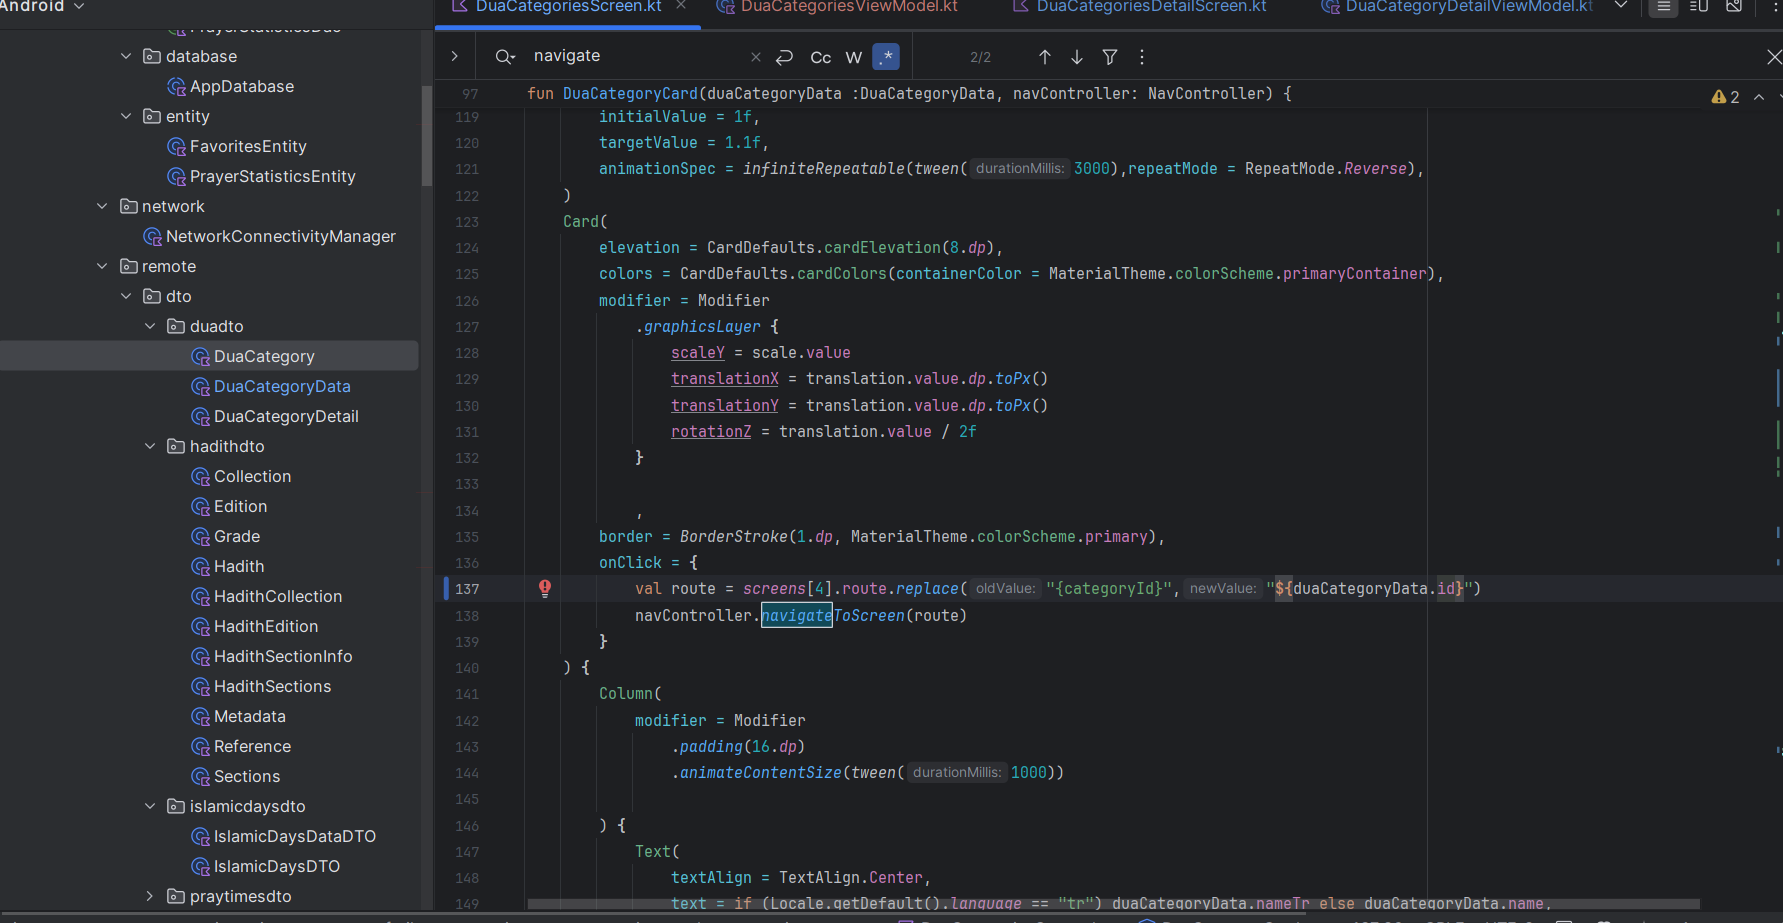 Android
DuaCategoriesScreen.kt
DuaCategoriesViewModel.kt
DuaCategoriesDetailScreen.kt
DuaCategoryDetailViewModel.kt
PrayerStatisticsDao
database
AppDatabase
entity
FavoritesEntity
PrayerStatisticsEntity
network
NetworkConnectivityManager
remote
dto
duadto
DuaCategory
DuaCategoryData
DuaCategoryDetail
hadithdto
Collection
Edition
Grade
Hadith
HadithCollection
HadithEdition
HadithSectionInfo
HadithSections
Metadata
Reference
Sections
islamicdaysdto
IslamicDaysDataDTO
IslamicDaysDTO
praytimesdto
navigate
Cc
W
.*
2/2
2
97 fun DuaCategoryCard(duaCategoryData :DuaCategoryData, navController: NavController) {
119 initialValue = 1f,
120 targetValue = 1.1f,
121 animationSpec = infiniteRepeatable(tween( durationMillis: 3000),repeatMode = RepeatMode.Reverse),
122 )
123 Card(
124 elevation = CardDefaults.cardElevation(8.dp),
125 colors = CardDefaults.cardColors(containerColor = MaterialTheme.colorScheme.primaryContainer),
126 modifier = Modifier
127 .graphicsLayer {
128 scaleY = scale.value
129 translationX = translation.value.dp.toPx()
130 translationY = translation.value.dp.toPx()
131 rotationZ = translation.value / 2f
132 }
133
134 ,
135 border = BorderStroke(1.dp, MaterialTheme.colorScheme.primary),
136 onClick = {
137 val route = screens[4].route.replace( oldValue: "{categoryId}", newValue: "${duaCategoryData.id}")
138 navController.navigateToScreen(route)
139 }
140 ) {
141 Column(
142 modifier = Modifier
143 .padding(16.dp)
144 .animateContentSize(tween( durationMillis: 1000))
145
146 ) {
147 Text(
148 textAlign = TextAlign.Center,
149 text = if (Locale.getDefault().language == "tr") duaCategoryData.nameTr else duaCategoryData.name,